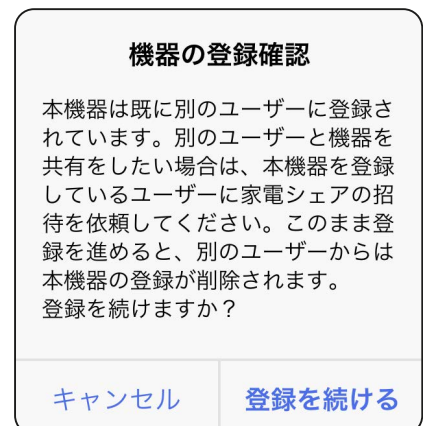 機器の登録確認
本機器は既に別のユーザーに登録さ
れています。別のユーザーと機器を
共有をしたい場合は、本機器を登録
しているユーザーに家電シェアの招
待を依頼してください。このまま登
録を進めると、別のユーザーからは
本機器の登録が削除されます。
登録を続けますか？
キャンセル
登録を続ける